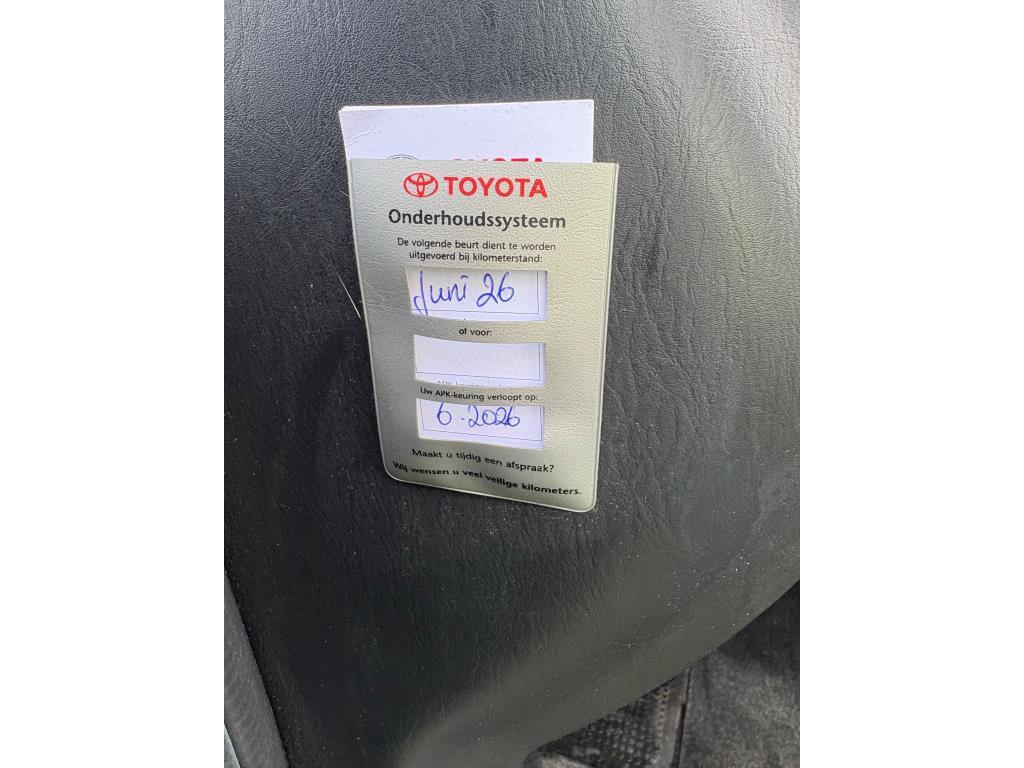 TOYOTA
TOYOTA
Onderhoudssysteem
De volgende beurt dient te worden
uitgevoerd bij kilometerstand:
Juni 26
of voor:
Uw APK-keuring verloopt op:
6-2026
Maakt u tijdig een afspraak?
Wij wensen u veel veilige kilometers.